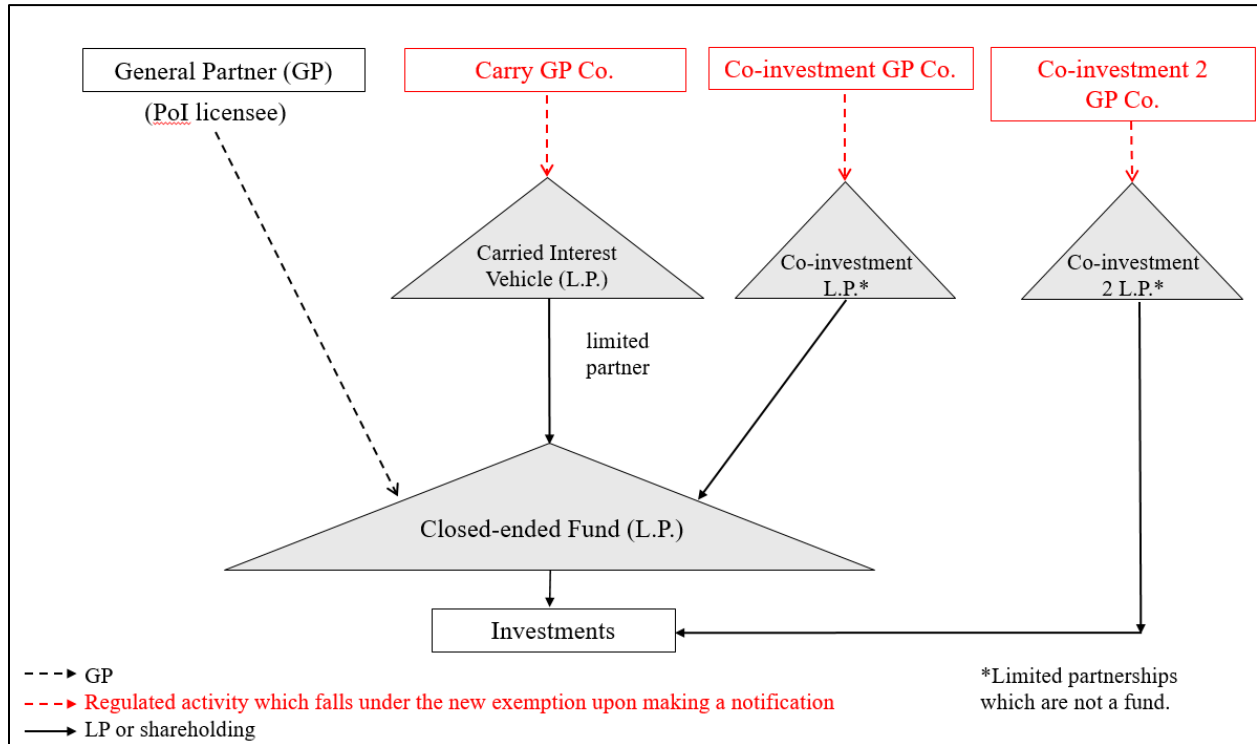 General Partner (GP)
(PoI licensee)
Carry GP Co.
Co-investment GP Co.
Co-investment 2
GP Co.
Carried Interest
Vehicle (L.P.)
Co-investment
L.P.*
Co-investment
2 L.P.*
limited
partner
Closed-ended Fund (L.P.)
Investments
GP
Regulated activity which falls under the new exemption upon making a notification
LP or shareholding
*Limited partnerships
which are not a fund.